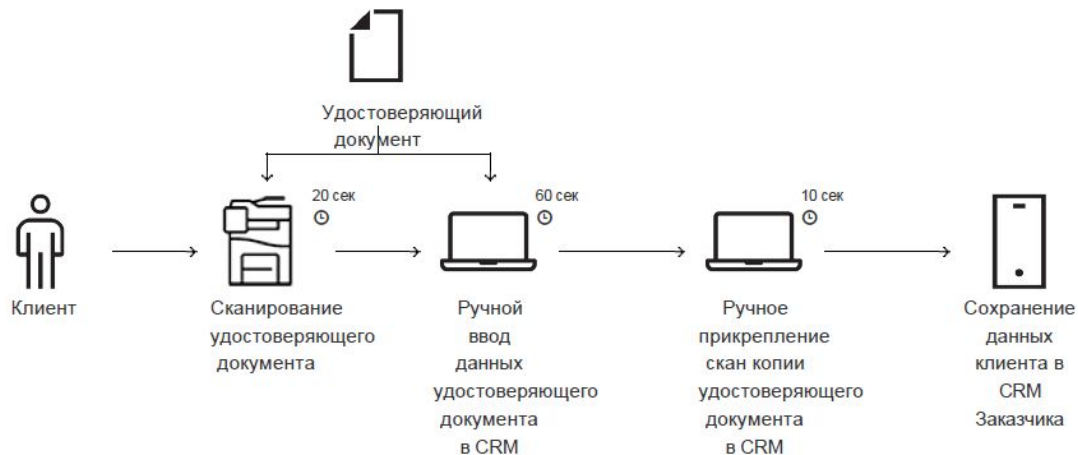 Удостоверяющий
документ
20 сек
60 сек
10 сек
Клиент
Сканирование
удостоверяющего
документа
Ручной
ввод
данных
удостоверяющего
документа
в CRM
Ручное
прикрепление
скан копии
удостоверяющего
документа
в CRM
Сохранение
данных
клиента в
CRM
Заказчика